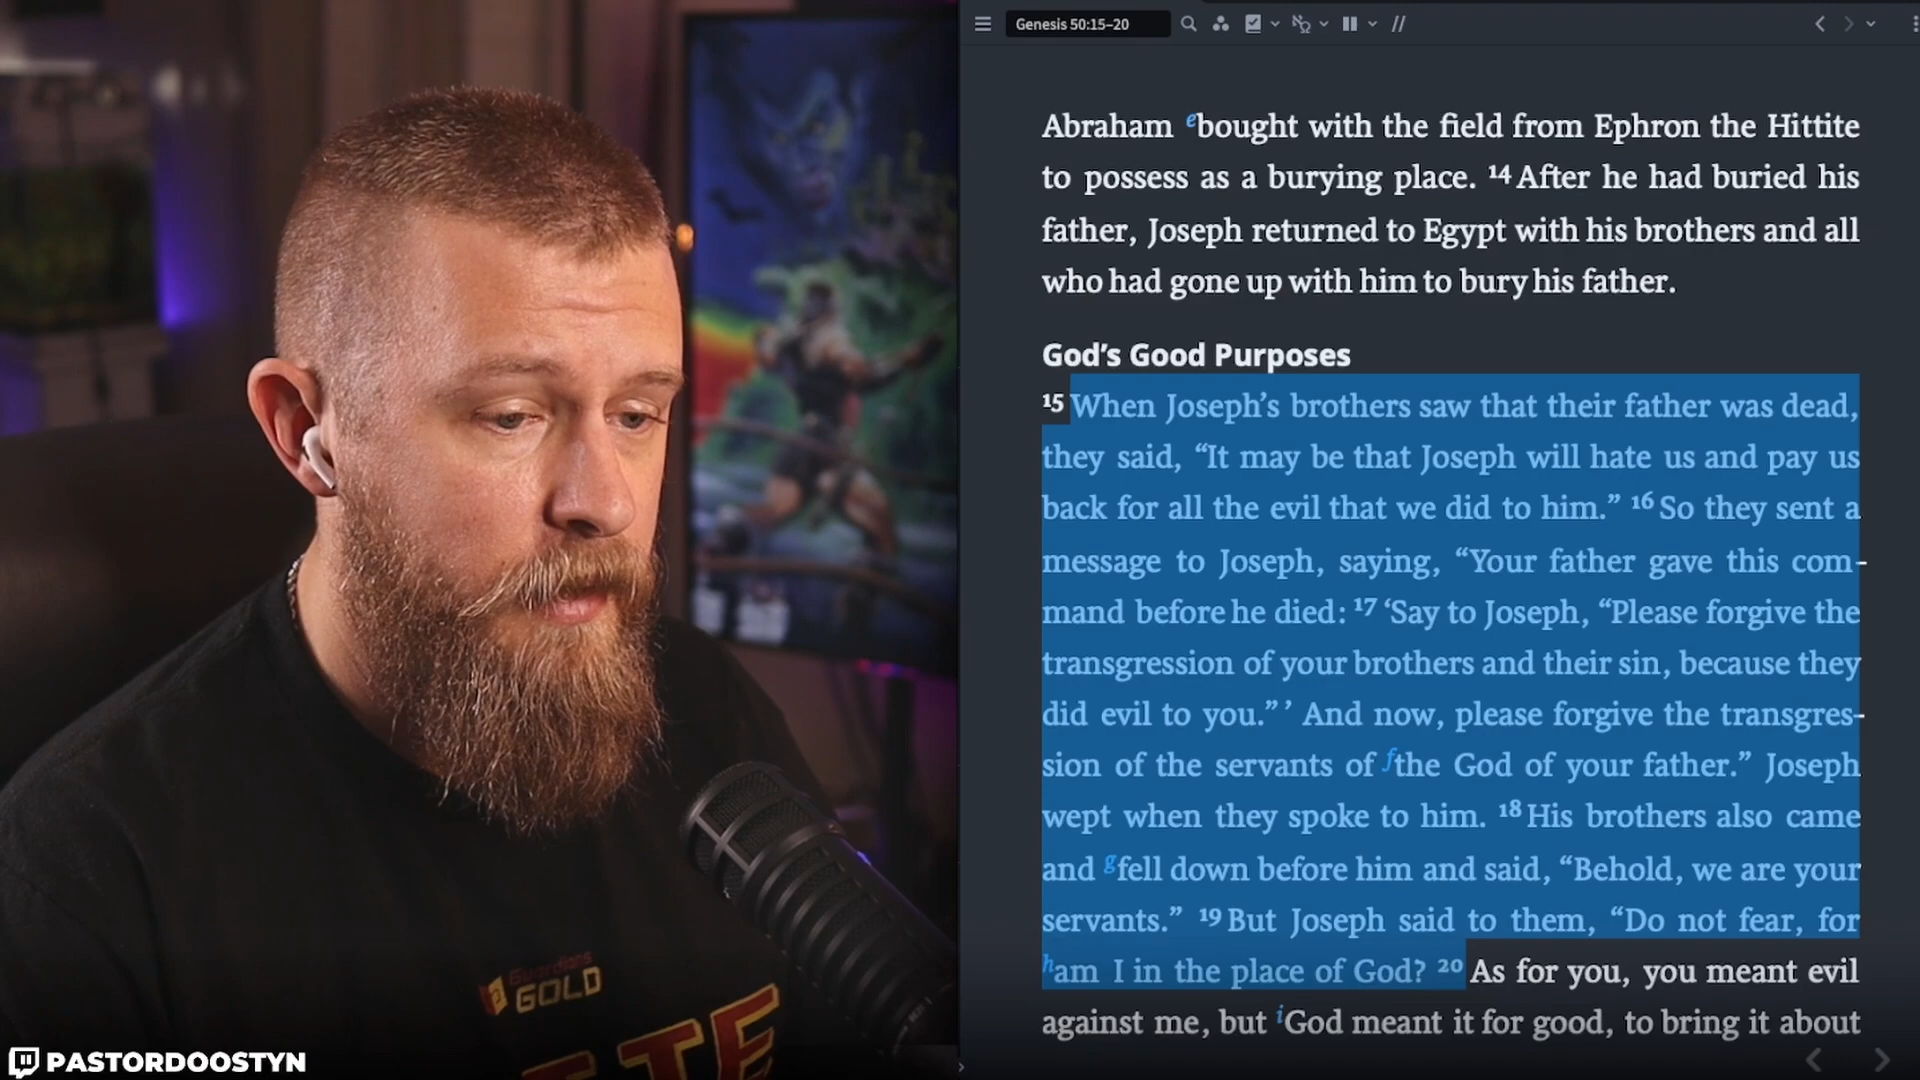 Genesis 50:15–20
Abraham ᵉbought with the field from Ephron the Hittite
to possess as a burying place. ¹⁴ After he had buried his
father, Joseph returned to Egypt with his brothers and all
who had gone up with him to bury his father.
God’s Good Purposes
¹⁵ When Joseph’s brothers saw that their father was dead,
they said, “It may be that Joseph will hate us and pay us
back for all the evil that we did to him.” ¹⁶ So they sent a
message to Joseph, saying, “Your father gave this com-
mand before he died: ¹⁷ ‘Say to Joseph, “Please forgive the
transgression of your brothers and their sin, because they
did evil to you.” ’ And now, please forgive the transgres-
sion of the servants of ᶠthe God of your father.” Joseph
wept when they spoke to him. ¹⁸ His brothers also came
and ᵍfell down before him and said, “Behold, we are your
servants.” ¹⁹ But Joseph said to them, “Do not fear, for
ʰam I in the place of God? ²⁰ As for you, you meant evil
against me, but ⁱGod meant it for good, to bring it about
Guardians
GOLD
PASTORDOOSTYN